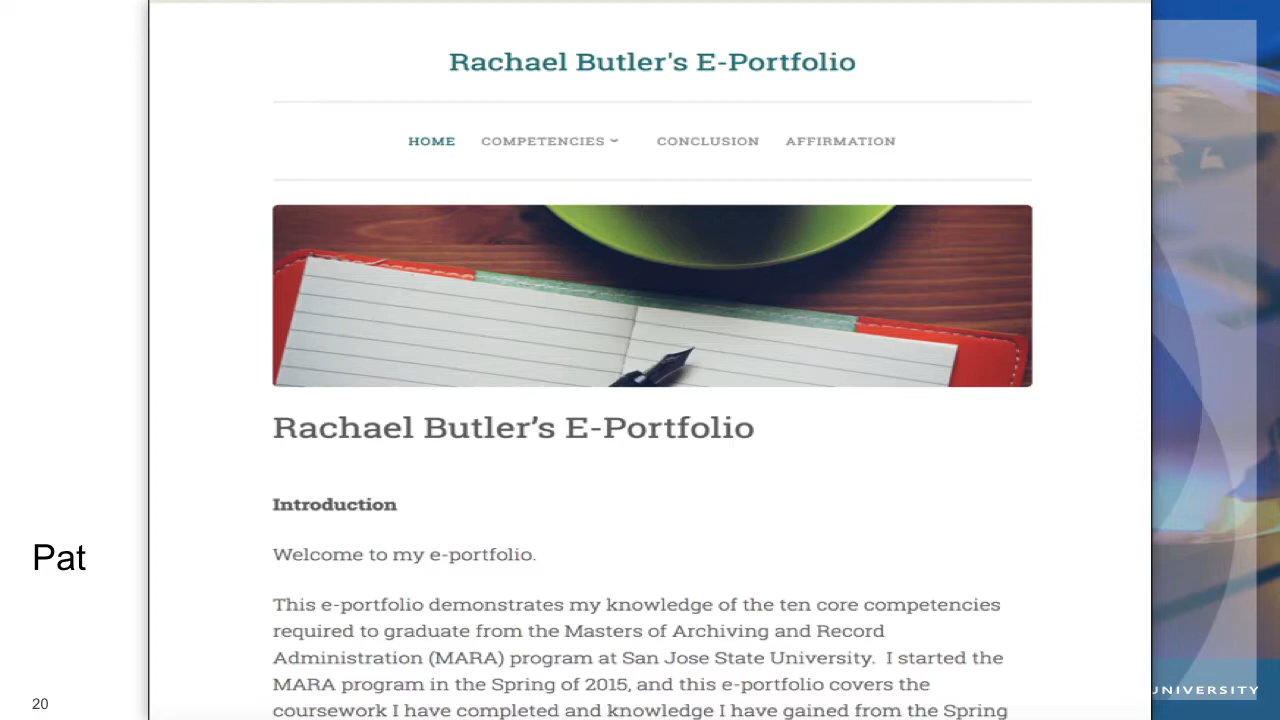 Rachael Butler's E-Portfolio
HOME COMPETENCIES CONCLUSION AFFIRMATION
Rachael Butler’s E-Portfolio
Introduction
Welcome to my e-portfolio.
This e-portfolio demonstrates my knowledge of the ten core competencies
required to graduate from the Masters of Archiving and Record
Administration (MARA) program at San Jose State University.  I started the
MARA program in the Spring of 2015, and this e-portfolio covers the
coursework I have completed and knowledge I have gained from the Spring
Pat
20
UNIVERSITY